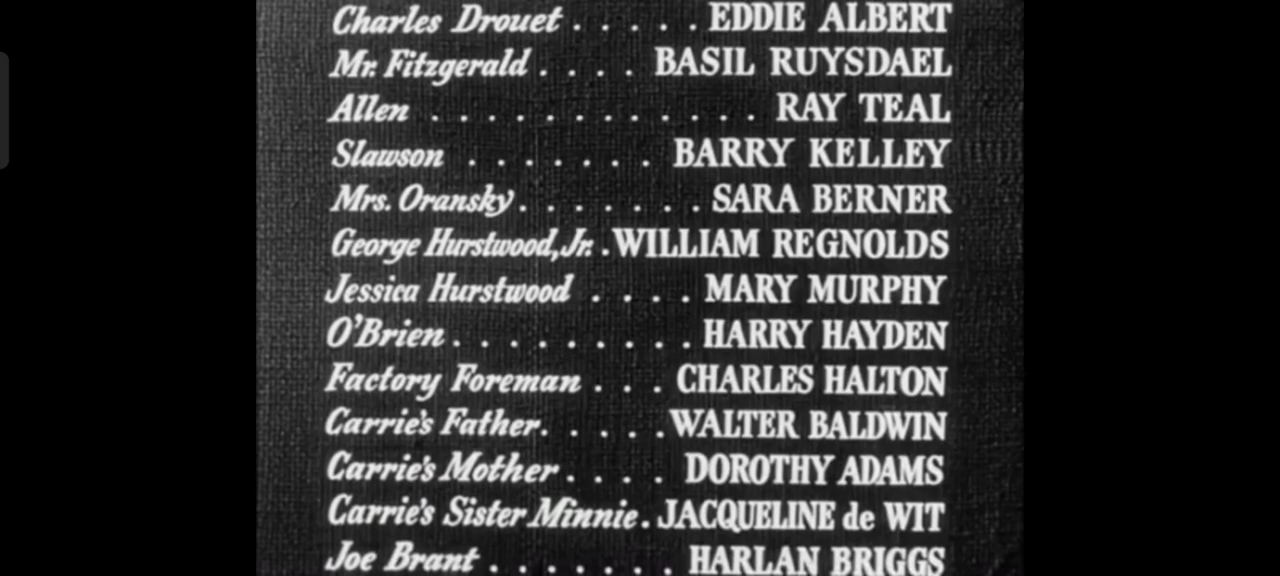 Charles Drouet . . . . . EDDIE ALBERT
Mr. Fitzgerald . . . . BASIL RUYSDAEL
Allen . . . . . . . . . . . . RAY TEAL
Slawson . . . . . . . BARRY KELLEY
Mrs. Oransky . . . . . . . SARA BERNER
George Hurstwood, Jr. . WILLIAM REGNOLDS
Jessica Hurstwood . . . . MARY MURPHY
O'Brien . . . . . . . . . HARRY HAYDEN
Factory Foreman . . . CHARLES HALTON
Carrie's Father . . . . . WALTER BALDWIN
Carrie's Mother . . . . DOROTHY ADAMS
Carrie's Sister Minnie . JACQUELINE de WIT
Joe Brant . . . . . . . HARLAN BRIGGS